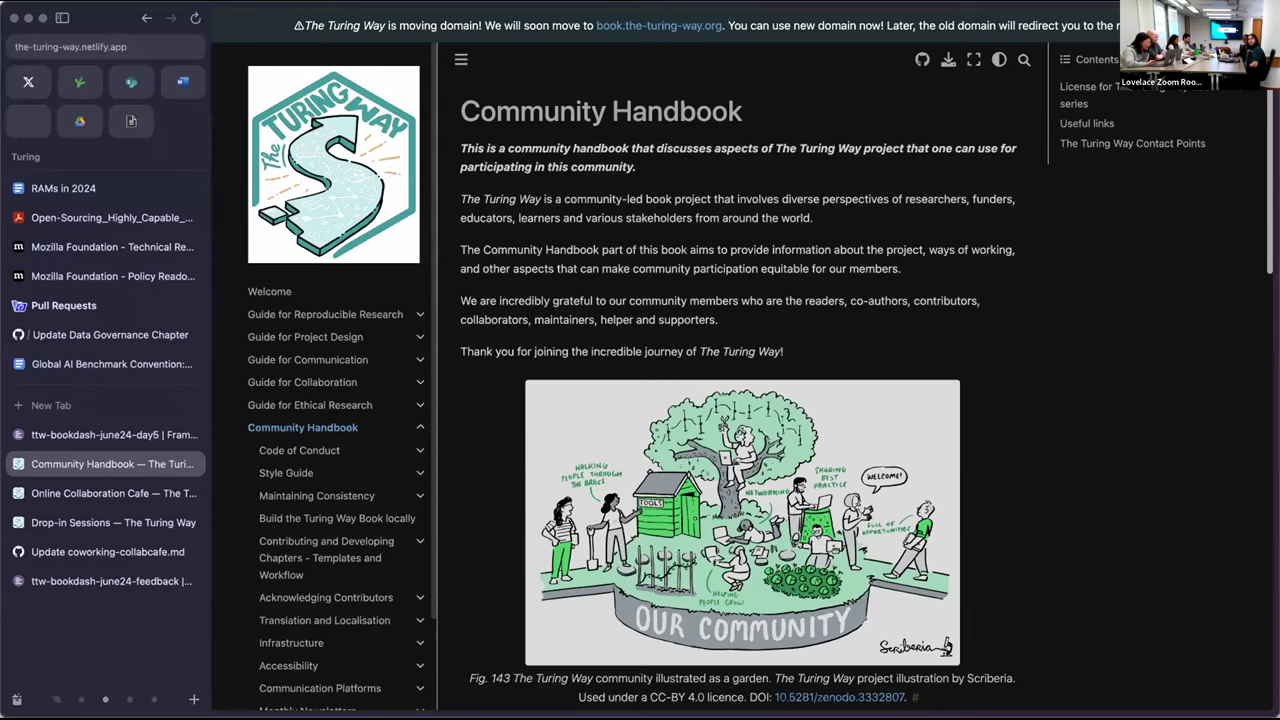 the-turing-way.netlify.app
Turing
RAMs in 2024
Open-Sourcing_Highly_Capable_...
Mozilla Foundation - Technical Re...
Mozilla Foundation - Policy Reado...
Pull Requests
/ Update Data Governance Chapter
Global AI Benchmark Convention:...
New Tab
ttw-bookdash-june24-day5 | Fram...
Community Handbook — The Turi...
Online Collaboration Cafe — The T...
Drop-in Sessions — The Turing Way
Update coworking-collabcafe.md
ttw-bookdash-june24-feedback |...
⚠The Turing Way is moving domain! We will soon move to book.the-turing-way.org. You can use new domain now! Later, the old domain will redirect you to the
Lovelace Zoom Roo...
The TURING WAY
Welcome
Guide for Reproducible Research
Guide for Project Design
Guide for Communication
Guide for Collaboration
Guide for Ethical Research
Community Handbook
Code of Conduct
Style Guide
Maintaining Consistency
Build the Turing Way Book locally
Contributing and Developing
Chapters - Templates and
Workflow
Acknowledging Contributors
Translation and Localisation
Infrastructure
Accessibility
Communication Platforms
Monthly Newsletters
Community Handbook
This is a community handbook that discusses aspects of The Turing Way project that one can use for
participating in this community.
The Turing Way is a community-led book project that involves diverse perspectives of researchers, funders,
educators, learners and various stakeholders from around the world.
The Community Handbook part of this book aims to provide information about the project, ways of working,
and other aspects that can make community participation equitable for our members.
We are incredibly grateful to our community members who are the readers, co-authors, contributors,
collaborators, maintainers, helper and supporters.
Thank you for joining the incredible journey of The Turing Way!
WALKING
PEOPLE THROUGH
THE BASICS
TOOLS
NETWORKING
SHARING
BEST
PRACTICE
WELCOME!
FULL OF
OPPORTUNITIES
HELPING
PEOPLE GROW
OUR COMMUNITY
Scriberia
Fig. 143 The Turing Way community illustrated as a garden. The Turing Way project illustration by Scriberia.
Used under a CC-BY 4.0 licence. DOI: 10.5281/zenodo.3332807. #
Contents
License for T
series
Useful links
The Turing Way Contact Points